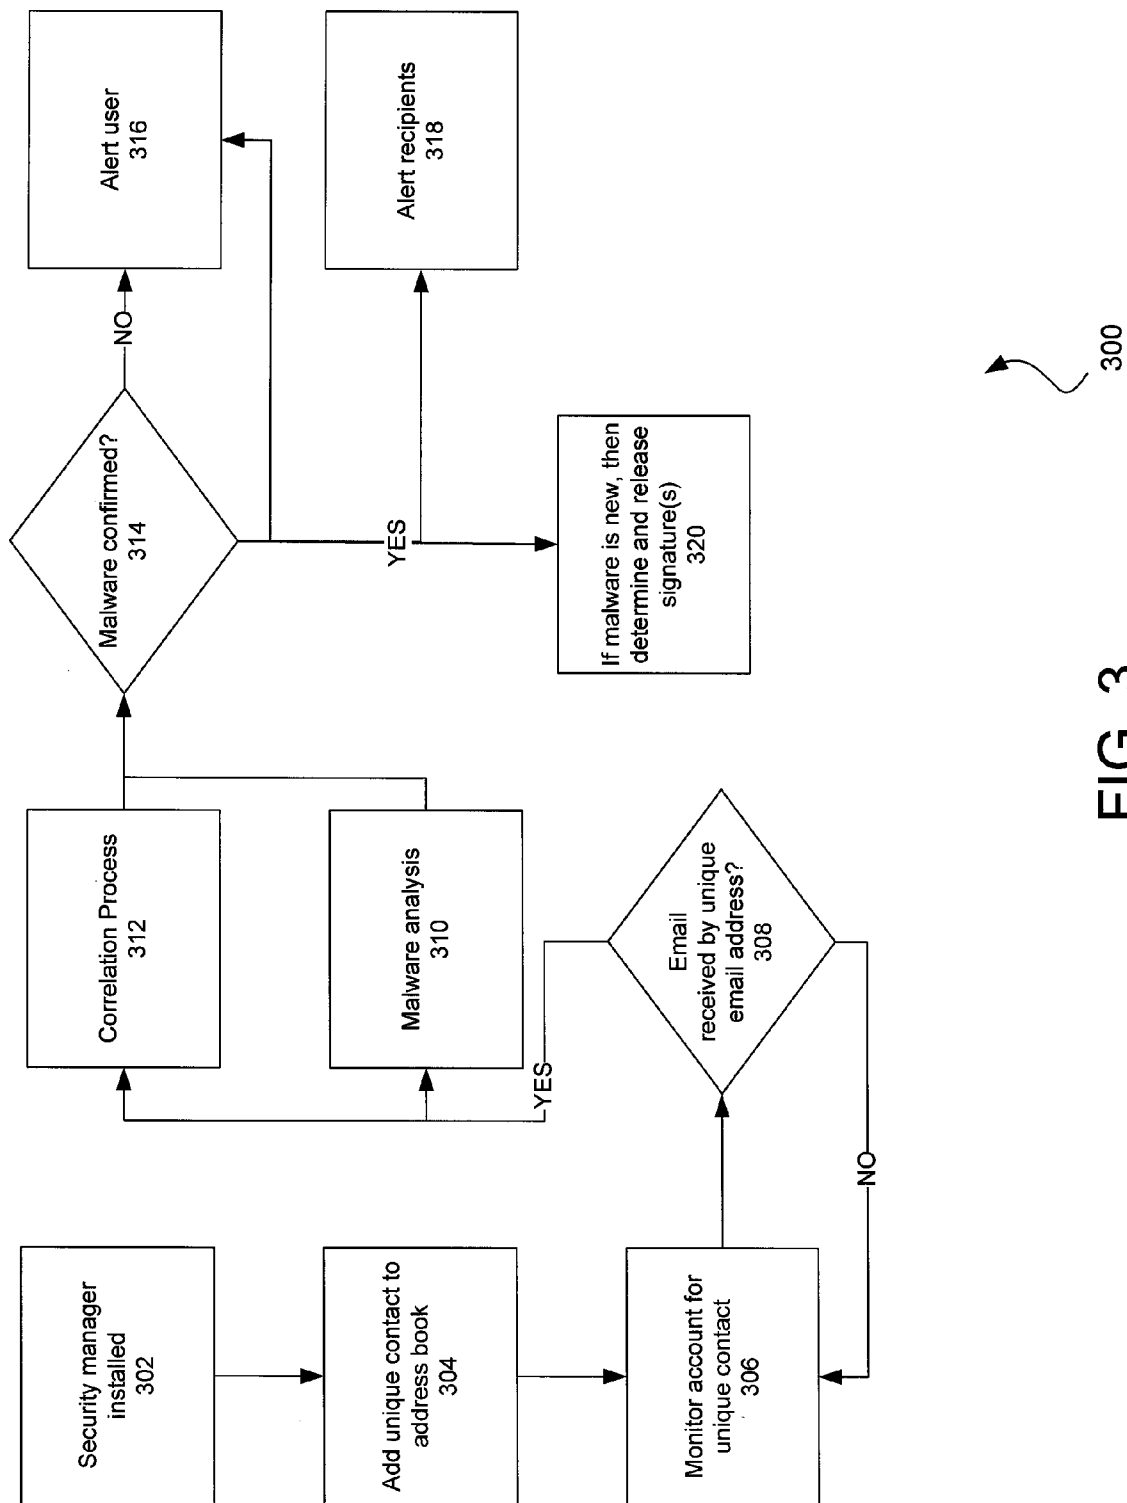 Security manager
installed
302
Add unique contact to
address book
304
Monitor account for
unique contact
306
Email
received by unique
email address?
308
NO
YES
Correlation Process
312
Malware analysis
310
Malware confirmed?
314
NO
YES
Alert user
316
Alert recipients
318
If malware is new, then
determine and release
signature(s)
320
300
FIG. 3